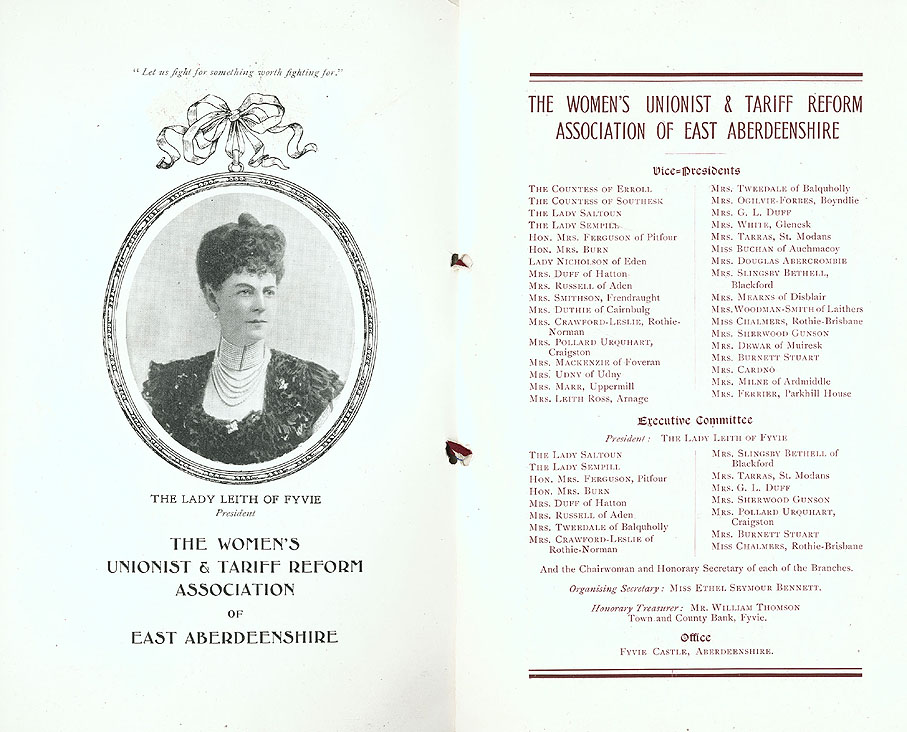 “ Let us fight for something worth fighting for.”
THE LADY LEITH OF FYVIE
President
THE WOMEN'S
UNIONIST & TARIFF REFORM
ASSOCIATION
OF
EAST ABERDEENSHIRE
THE WOMEN'S UNIONIST & TARIFF REFORM
ASSOCIATION OF EAST ABERDEENSHIRE
Vice=Presidents
THE COUNTESS OF ERROLL
THE COUNTESS OF SOUTHESK
THE LADY SALTOUN
THE LADY SEMPILL
HON. MRS. FERGUSON of Pitfour
HON. MRS. BURN
LADY NICHOLSON of Eden
MRS. DUFF of Hatton
MRS. RUSSELL of Aden
MRS. SMITHSON, Frendraught
MRS. DUTHIE of Cairnbulg
MRS. CRAWFORD-LESLIE, Rothie-
Norman
MRS. POLLARD URQUHART,
Craigston
MRS. MACKENZIE of Foveran
MRS. UDNY of Udny
MRS. MARR, Uppermill
MRS. LEITH ROSS, Arnage
MRS. TWEEDALE of Balquholly
MRS. OGILVIE-FORBES, Boyndlie
MRS. G. L. DUFF
MRS. WHITE, Glenesk
MRS. TARRAS, St. Modans
MISS BUCHAN of Auchmacoy
MRS. DOUGLAS ABERCROMBIE
MRS. SLINGSBY BETHELL,
Blackford
MRS. MEARNS of Disblair
MRS. WOODMAN-SMITH of Laithers
MISS CHALMERS, Rothie-Brisbane
MRS. SHERWOOD GUNSON
MRS. DEWAR of Muiresk
MRS. BURNETT STUART
MRS. CARDNO
MRS. MILNE of Ardmiddle
MRS. FERRIER, Parkhill House
Executive Committee
President : THE LADY LEITH OF FYVIE
THE LADY SALTOUN
THE LADY SEMPILL
HON. MRS. FERGUSON, Pitfour
HON. MRS. BURN
MRS. DUFF of Hatton
MRS. RUSSELL of Aden
MRS. TWEEDALE of Balquholly
MRS. CRAWFORD-LESLIE of
Rothie-Norman
MRS. SLINGSBY BETHELL of
Blackford
MRS. TARRAS, St. Modans
MRS. G. L. DUFF
MRS. SHERWOOD GUNSON
MRS. POLLARD URQUHART,
Craigston
MRS. BURNETT STUART
MISS CHALMERS, Rothie-Brisbane
And the Chairwoman and Honorary Secretary of each of the Branches.
Organising Secretary : MISS ETHEL SEYMOUR BENNETT.
Honorary Treasurer : MR. WILLIAM THOMSON
Town and County Bank, Fyvie.
Office
FYVIE CASTLE, ABERDEENSHIRE.